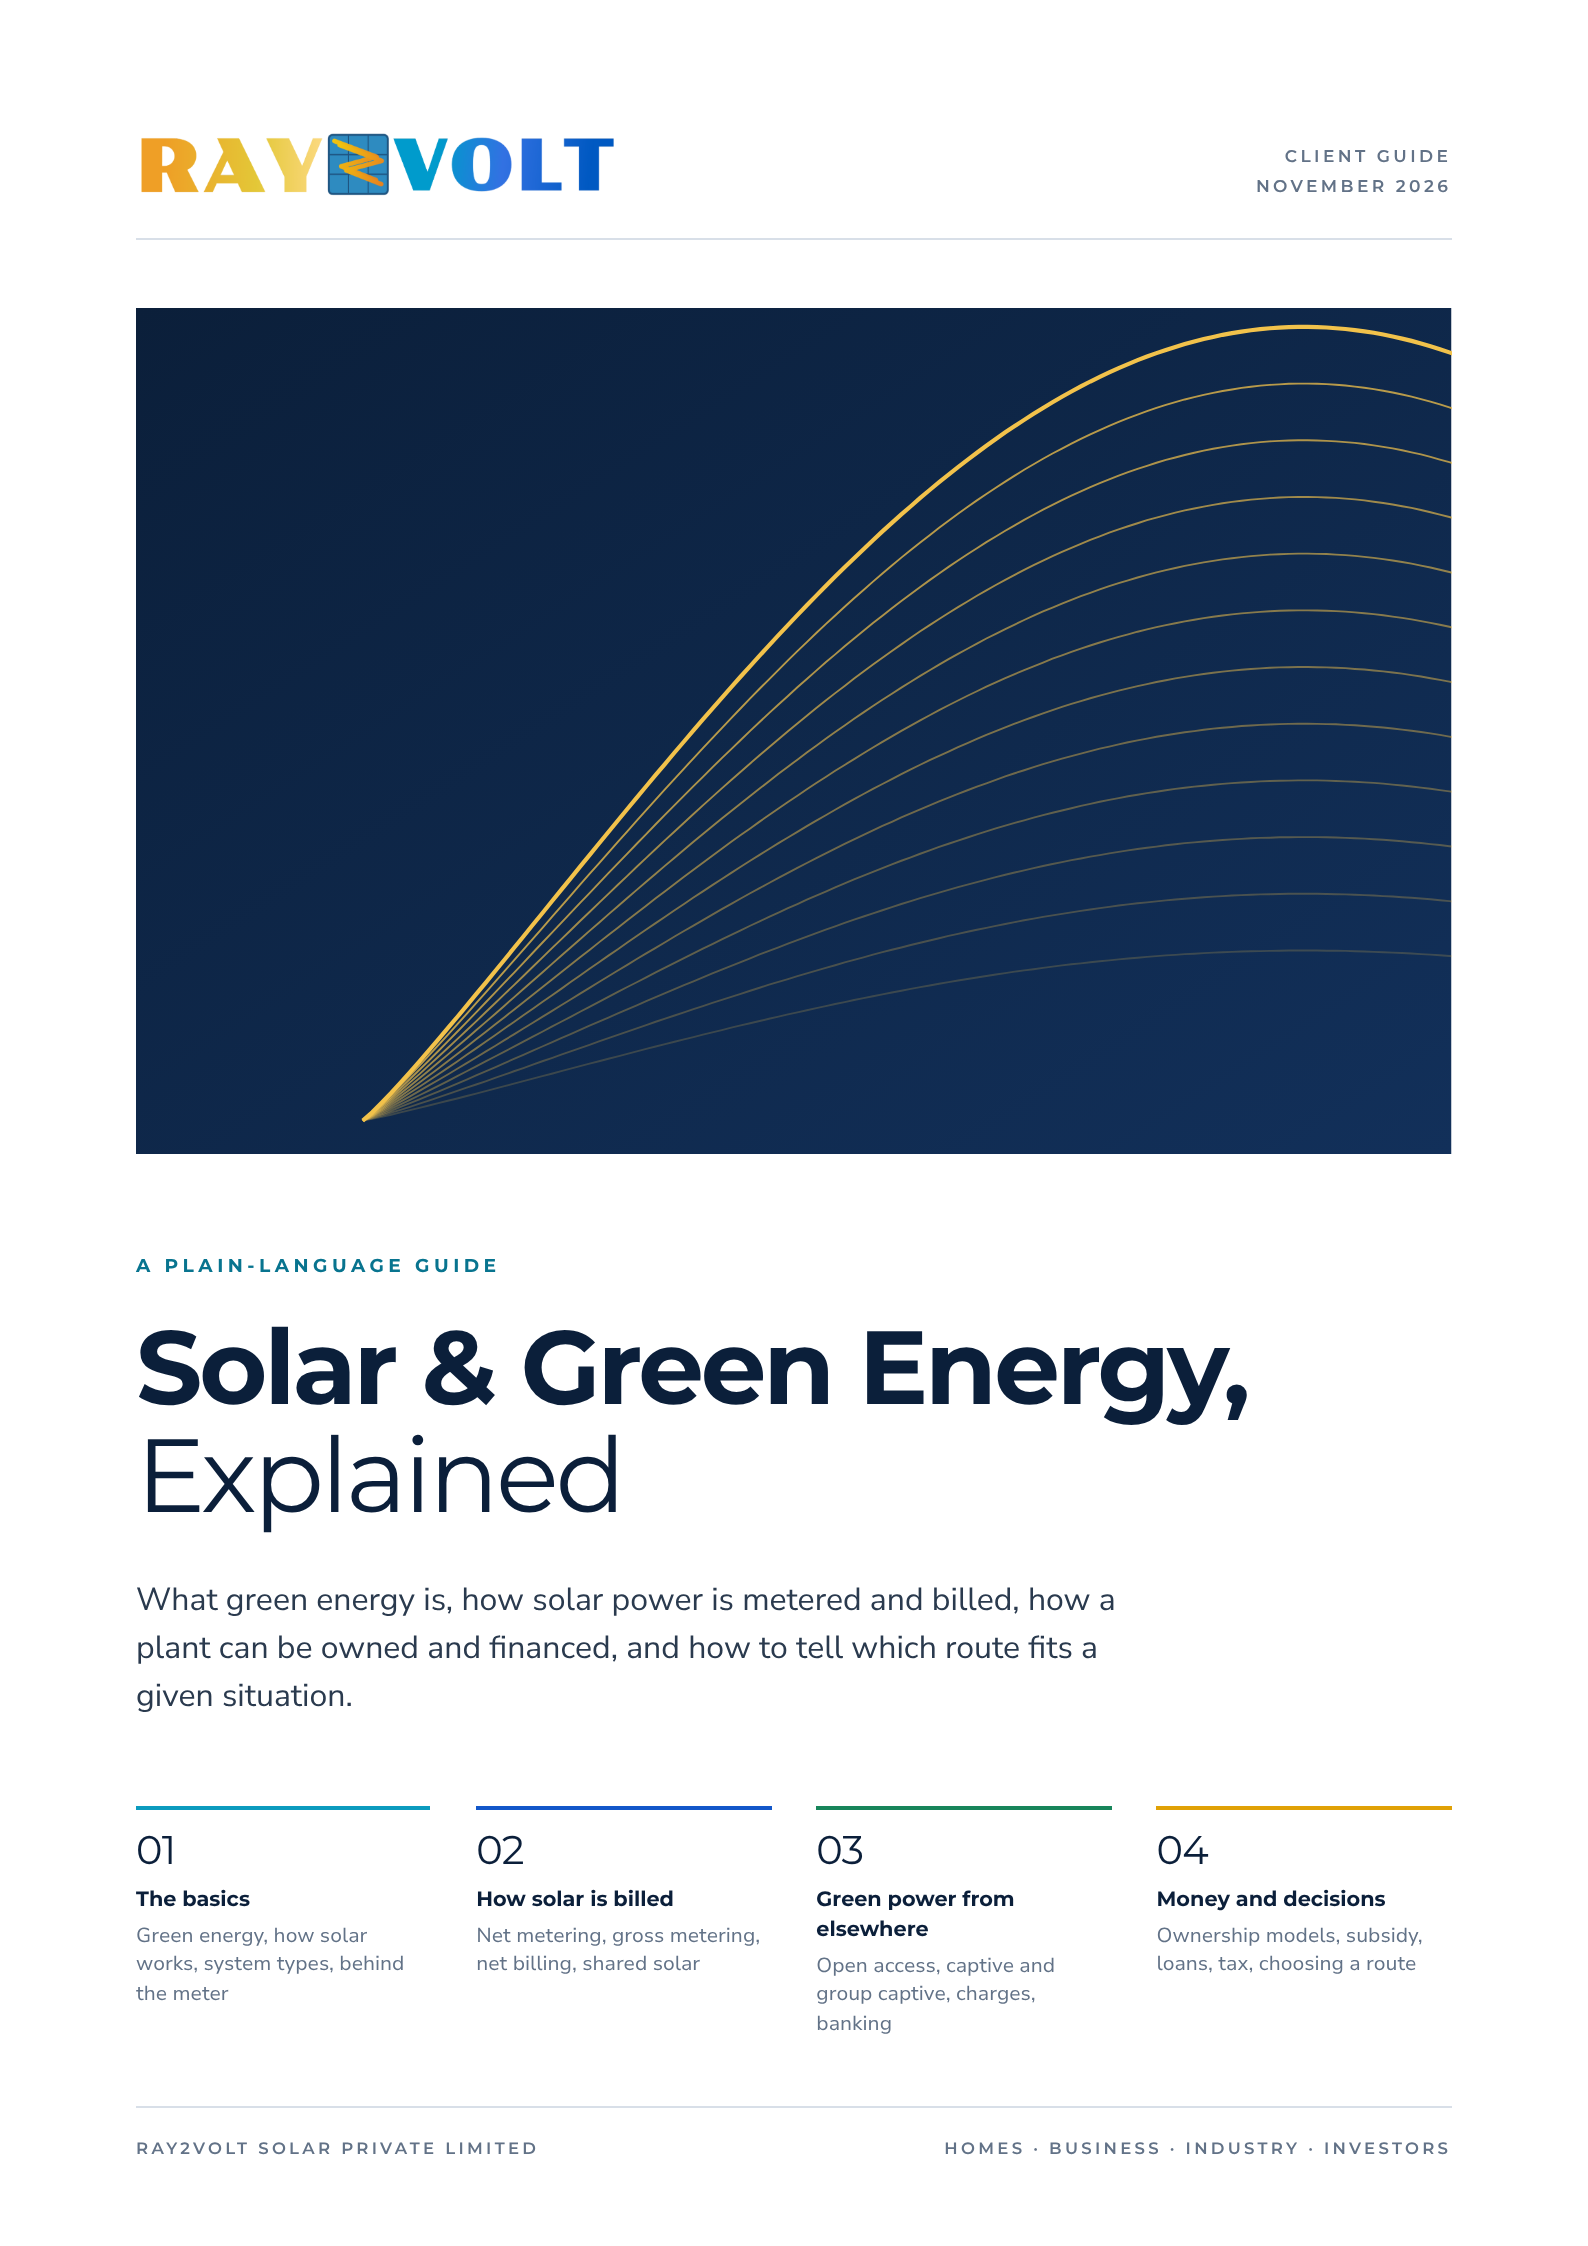 RAY2VOLT
CLIENT GUIDE
NOVEMBER 2026
A PLAIN-LANGUAGE GUIDE
Solar & Green Energy,
Explained
What green energy is, how solar power is metered and billed, how a
plant can be owned and financed, and how to tell which route fits a
given situation.
01
The basics
Green energy, how solar
works, system types, behind
the meter
02
How solar is billed
Net metering, gross metering,
net billing, shared solar
03
Green power from
elsewhere
Open access, captive and
group captive, charges,
banking
04
Money and decisions
Ownership models, subsidy,
loans, tax, choosing a route
RAY2VOLT SOLAR PRIVATE LIMITED
HOMES · BUSINESS · INDUSTRY · INVESTORS